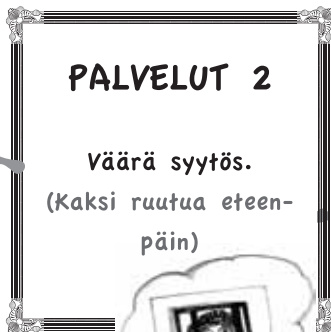 PALVELUT 2
Väärä syytös.
(Kaksi ruutua eteen-
päin)